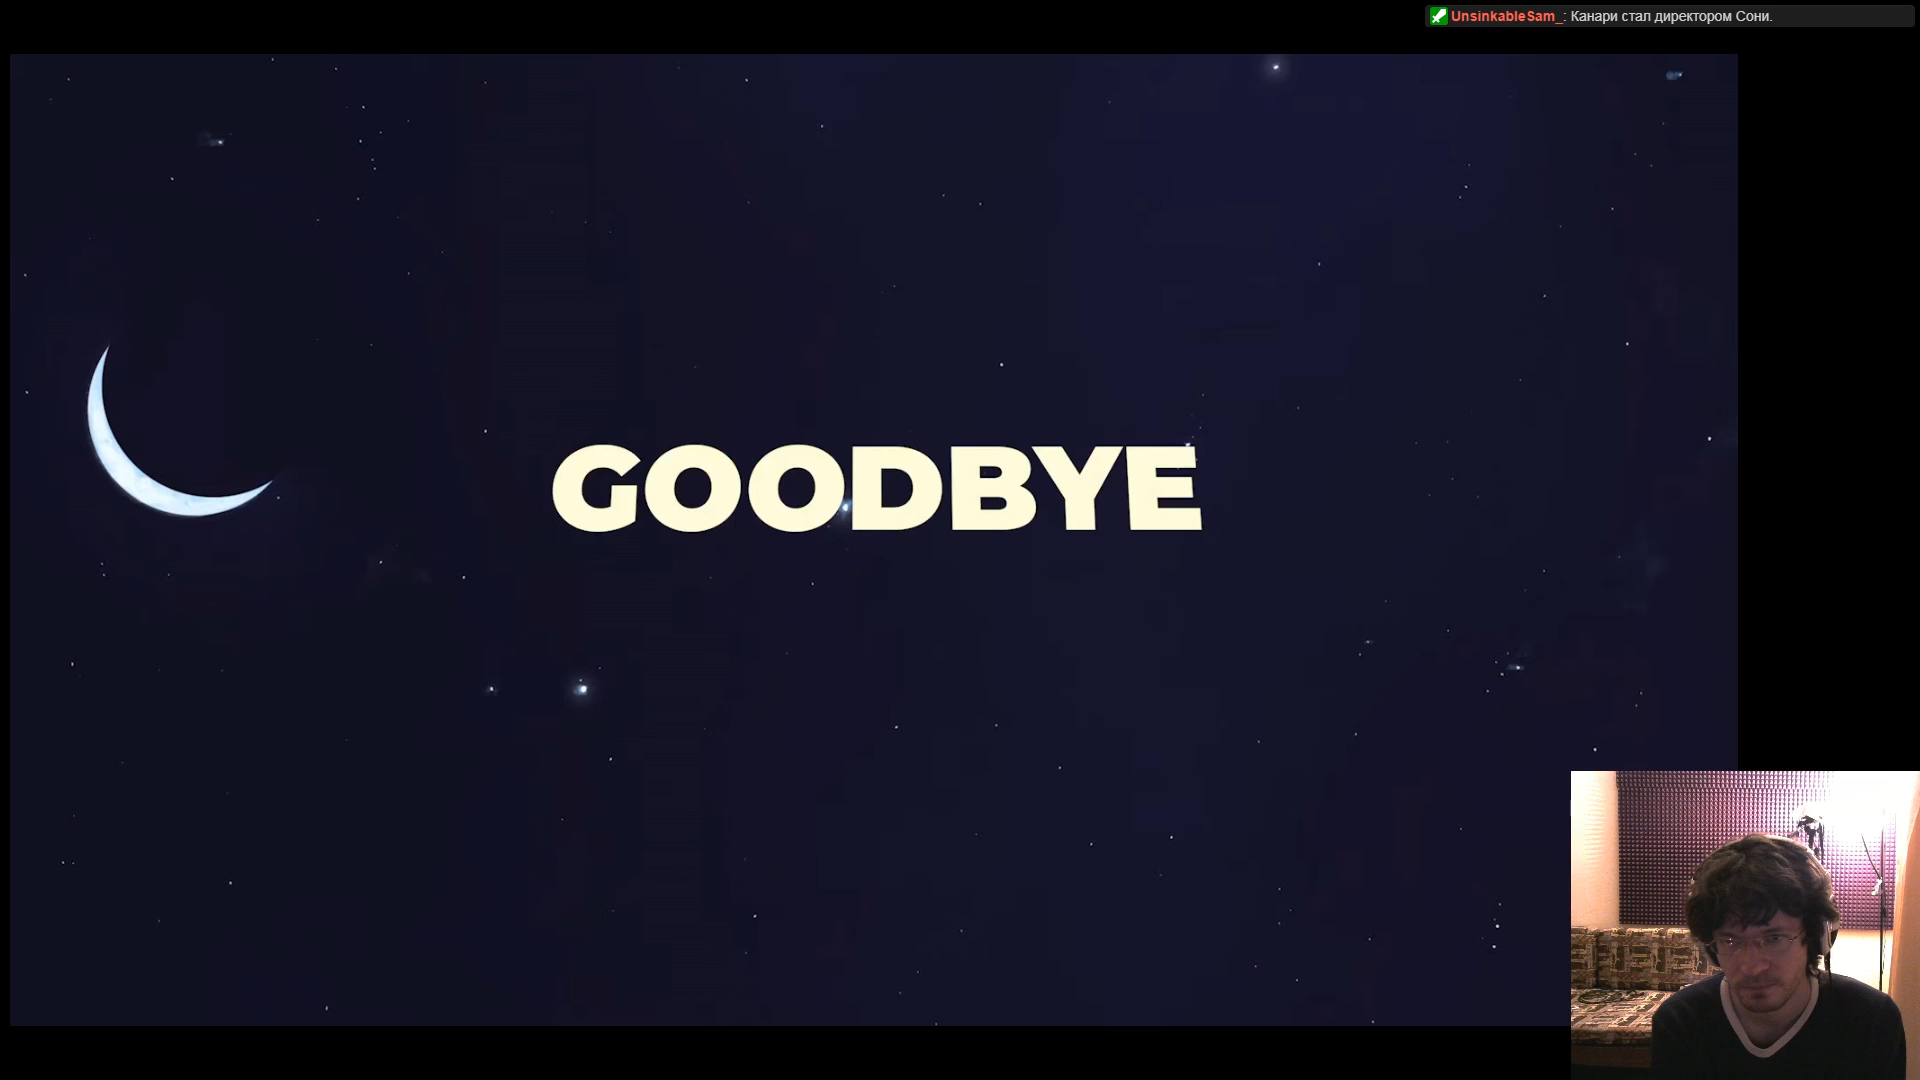 UnsinkableSam_: Канари стал директором Сони.
GOODBYE